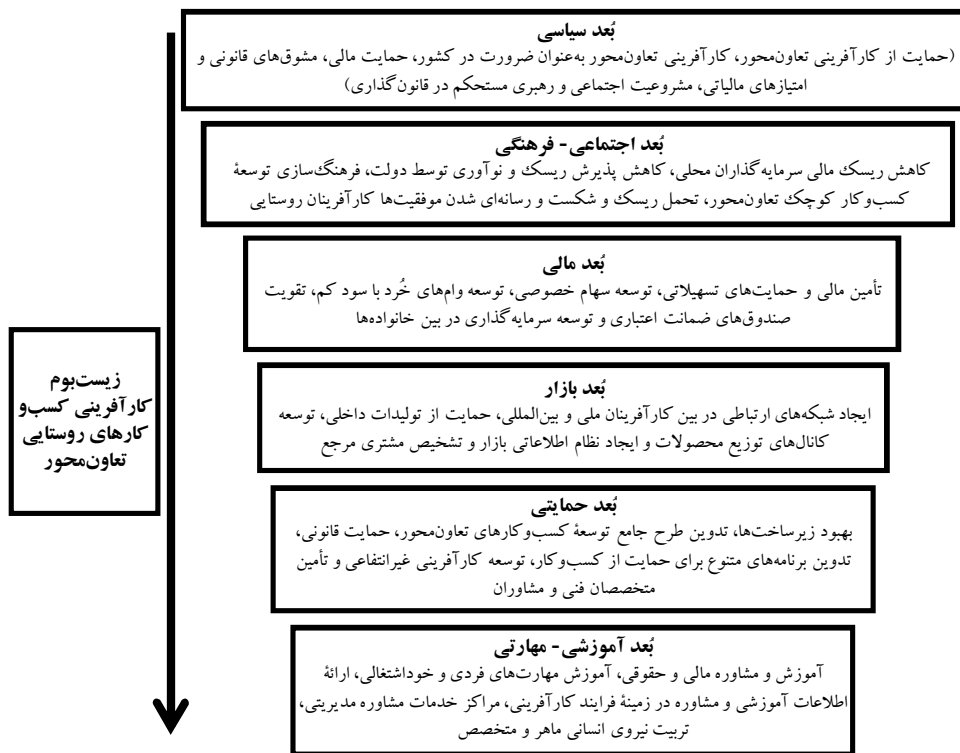 بُعد سیاسی
(حمایت از کارآفرینی تعاون‌محور، کارآفرینی تعاون‌محور به‌عنوان ضرورت در کشور، حمایت مالی، مشوق‌های قانونی و
امتیازهای مالیاتی، مشروعیت اجتماعی و رهبری مستحکم در قانون‌گذاری)
بُعد اجتماعی- فرهنگی
کاهش ریسک مالی سرمایه‌گذاران محلی، کاهش پذیرش ریسک و نوآوری توسط دولت، فرهنگ‌سازی توسعۀ
کسب‌وکار کوچک تعاون‌محور، تحمل ریسک و شکست و رسانه‌ای شدن موفقیت‌ها کارآفرینان روستایی
بُعد مالی
تأمین مالی و حمایت‌های تسهیلاتی، توسعه سهام خصوصی، توسعه وام‌های خُرد با سود کم، تقویت
صندوق‌های ضمانت اعتباری و توسعه سرمایه‌گذاری در بین خانواده‌ها
بُعد بازار
ایجاد شبکه‌های ارتباطی در بین کارآفرینان ملی و بین‌المللی، حمایت از تولیدات داخلی، توسعه
کانال‌های توزیع محصولات و ایجاد نظام اطلاعاتی بازار و تشخیص مشتری مرجع
بُعد حمایتی
بهبود زیرساخت‌ها، تدوین طرح جامع توسعۀ کسب‌وکارهای تعاون‌محور، حمایت قانونی،
تدوین برنامه‌های متنوع برای حمایت از کسب‌وکار، توسعه کارآفرینی غیرانتفاعی و تأمین
متخصصان فنی و مشاوران
بُعد آموزشی- مهارتی
آموزش و مشاوره مالی و حقوقی، آموزش مهارت‌های فردی و خوداشتغالی، ارائۀ
اطلاعات آموزشی و مشاوره در زمینۀ فرایند کارآفرینی، مراکز خدمات مشاوره مدیریتی،
تربیت نیروی انسانی ماهر و متخصص
زیست‌بوم
کارآفرینی کسب‌و
کارهای روستایی
تعاون‌محور